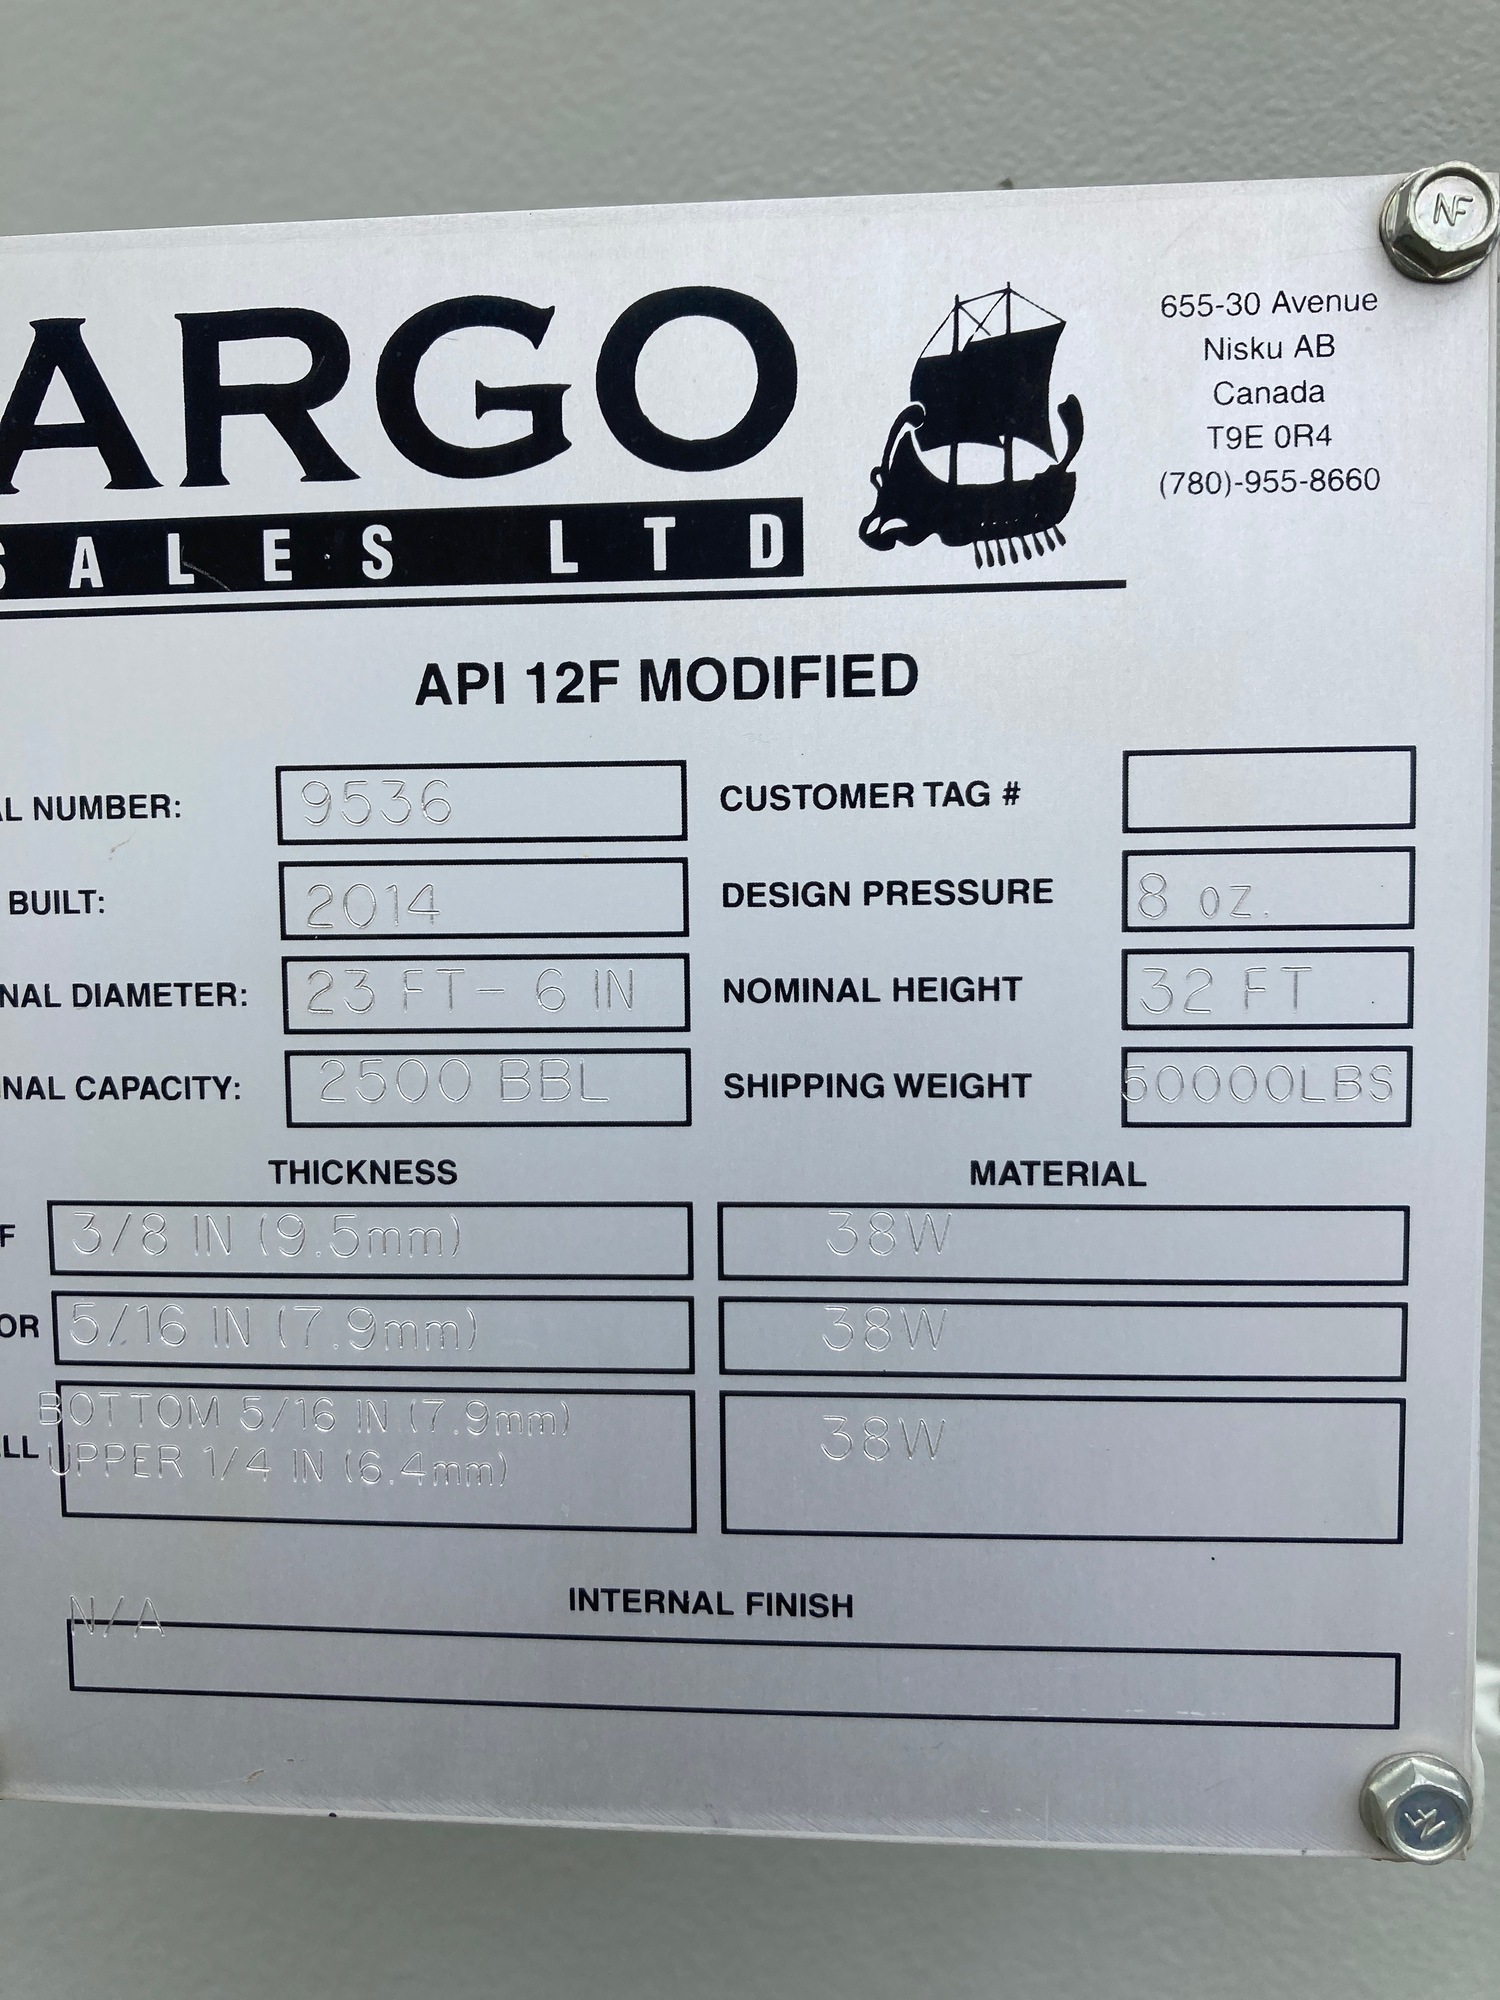 ARGO
SALES LTD
655-30 Avenue
Nisku AB
Canada
T9E 0R4
(780)-955-8660
API 12F MODIFIED
L NUMBER: 9536 CUSTOMER TAG #
BUILT: 2014 DESIGN PRESSURE 8 oz.
NAL DIAMETER: 23 FT- 6 IN NOMINAL HEIGHT 32 FT
NAL CAPACITY: 2500 BBL SHIPPING WEIGHT 50000LBS
THICKNESS MATERIAL
F 3/8 IN (9.5mm) 38W
OR 5/16 IN (7.9mm) 38W
BOTTOM 5/16 IN (7.9mm)
LL UPPER 1/4 IN (6.4mm) 38W
INTERNAL FINISH
N/A
NF
NF